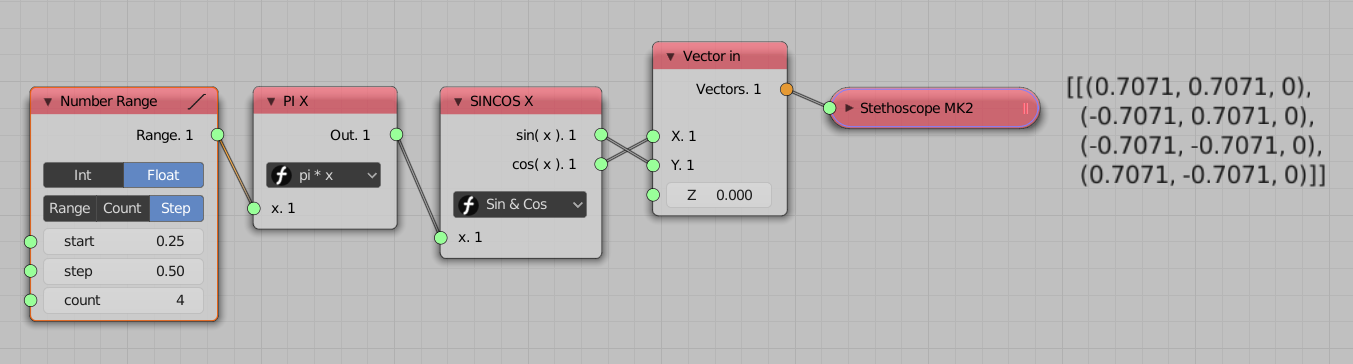 Number Range
Range. 1
Int Float
Range Count Step
start 0.25
step 0.50
count 4
PI X
Out. 1
pi * x
x. 1
SINCOS X
sin( x ). 1
cos( x ). 1
Sin & Cos
x. 1
Vector in
Vectors. 1
X. 1
Y. 1
Z 0.000
Stethoscope MK2
[[(0.7071, 0.7071, 0),
(-0.7071, 0.7071, 0),
(-0.7071, -0.7071, 0),
(0.7071, -0.7071, 0)]]